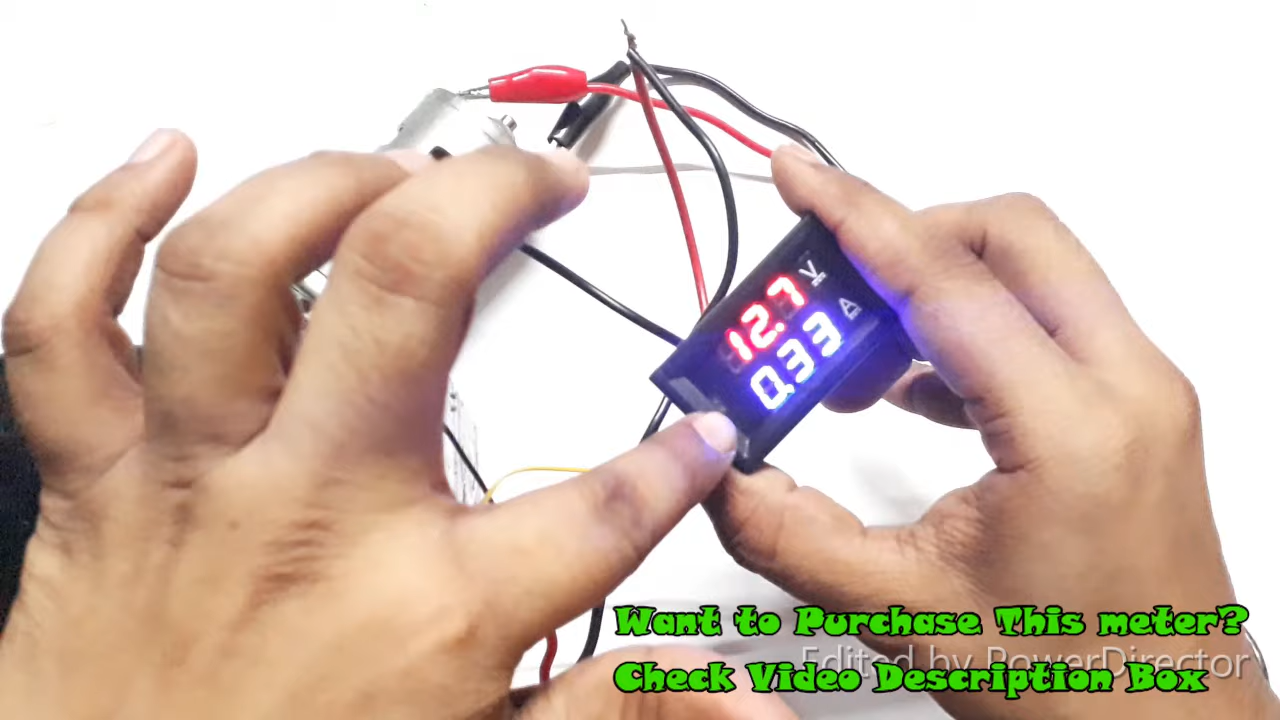 12.7 V
0.33 A
Want to Purchase This meter?
Edited by PowerDirector
Check Video Description Box